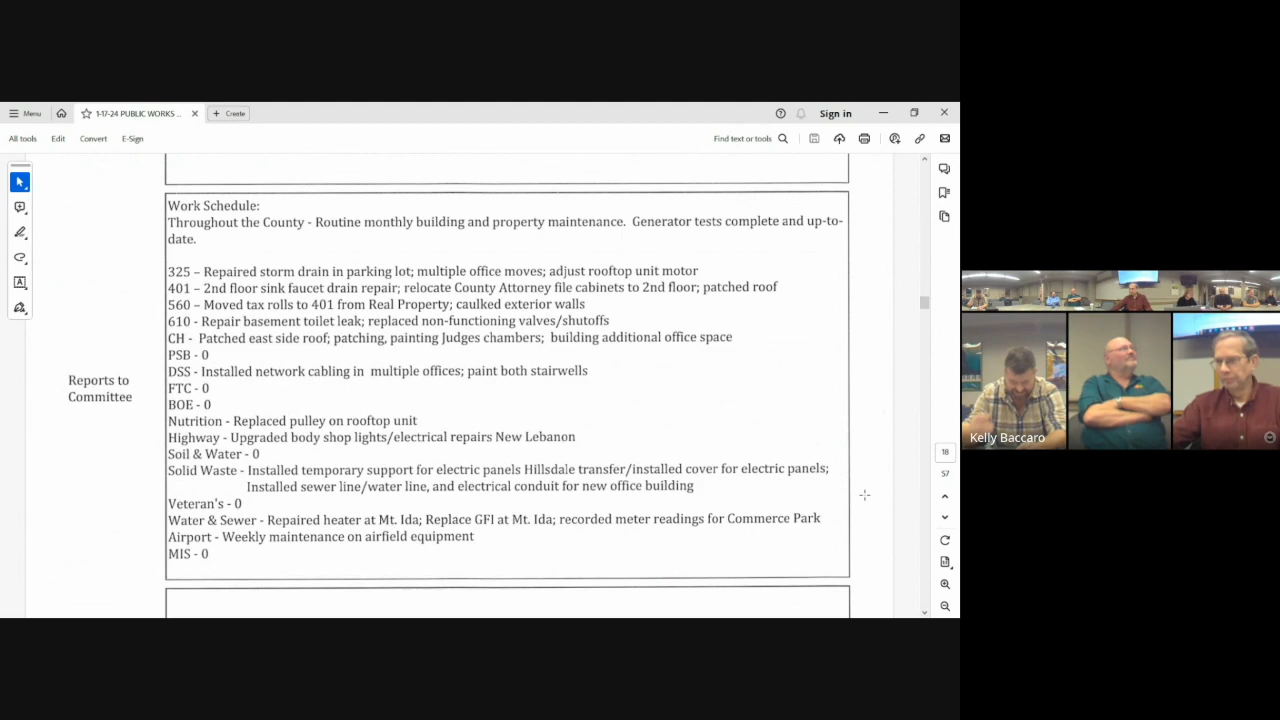 Menu
1-17-24 PUBLIC WORKS ...
Create
Sign in
All tools
Edit
Convert
E-Sign
Find text or tools
Work Schedule:
Throughout the County - Routine monthly building and property maintenance. Generator tests complete and up-to-
date.
325 – Repaired storm drain in parking lot; multiple office moves; adjust rooftop unit motor
401 – 2nd floor sink faucet drain repair; relocate County Attorney file cabinets to 2nd floor; patched roof
560 – Moved tax rolls to 401 from Real Property; caulked exterior walls
610 - Repair basement toilet leak; replaced non-functioning valves/shutoffs
CH - Patched east side roof; patching, painting Judges chambers; building additional office space
PSB - 0
DSS - Installed network cabling in multiple offices; paint both stairwells
Reports to
Committee
FTC - 0
BOE - 0
Nutrition - Replaced pulley on rooftop unit
Highway - Upgraded body shop lights/electrical repairs New Lebanon
Soil & Water - 0
Solid Waste - Installed temporary support for electric panels Hillsdale transfer/installed cover for electric panels;
Installed sewer line/water line, and electrical conduit for new office building
Veteran's - 0
Water & Sewer - Repaired heater at Mt. Ida; Replace GFI at Mt. Ida; recorded meter readings for Commerce Park
Airport - Weekly maintenance on airfield equipment
MIS - 0
18
57
Kelly Baccaro